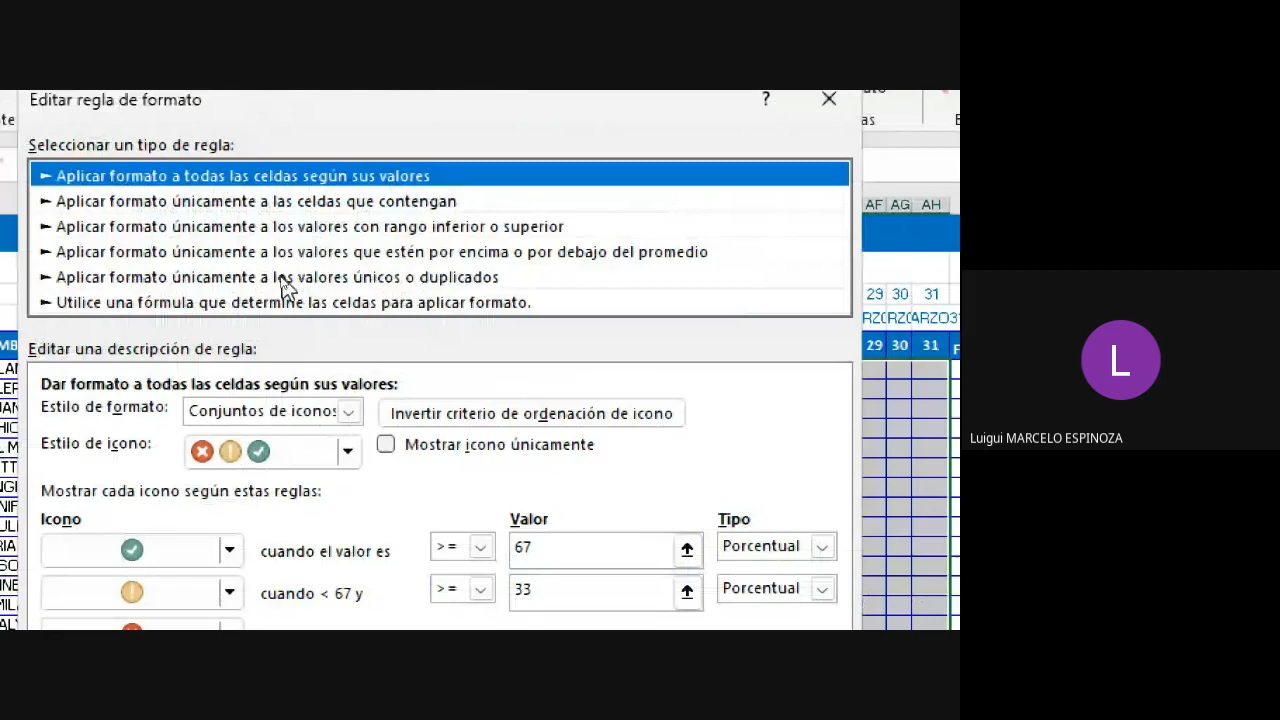 Editar regla de formato
?
Seleccionar un tipo de regla:
► Aplicar formato a todas las celdas según sus valores
► Aplicar formato únicamente a las celdas que contengan
► Aplicar formato únicamente a los valores con rango inferior o superior
► Aplicar formato únicamente a los valores que estén por encima o por debajo del promedio
► Aplicar formato únicamente a los valores únicos o duplicados
► Utilice una fórmula que determine las celdas para aplicar formato.
Editar una descripción de regla:
Dar formato a todas las celdas según sus valores:
Estilo de formato: Conjuntos de iconos Invertir criterio de ordenación de icono
Estilo de icono: Mostrar icono únicamente
Mostrar cada icono según estas reglas:
Icono Valor Tipo
cuando el valor es >= 67 Porcentual
cuando < 67 y >= 33 Porcentual
AF AG AH
29 30 31
29 30 31
L
Luigui MARCELO ESPINOZA